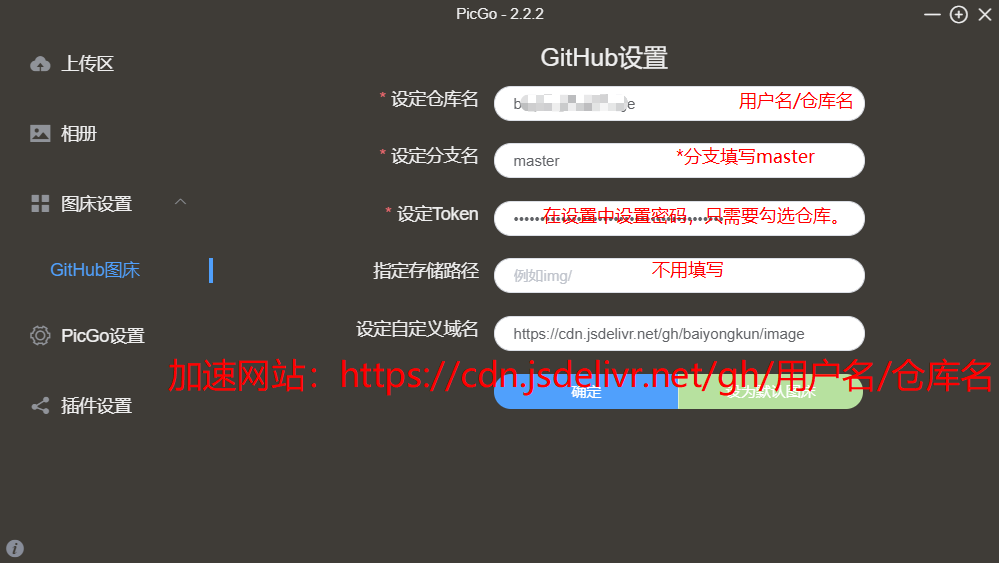 PicGo - 2.2.2
上传区
相册
图床设置
GitHub图床
PicGo设置
插件设置
GitHub设置
* 设定仓库名
用户名/仓库名
* 设定分支名
master
*分支填写master
* 设定Token
在设置中设置密码，只需要勾选仓库。
指定存储路径
例如img/
不用填写
设定自定义域名
https://cdn.jsdelivr.net/gh/baiyongkun/image
加速网站：https://cdn.jsdelivr.net/gh/用户名/仓库名
确定
设为默认图床